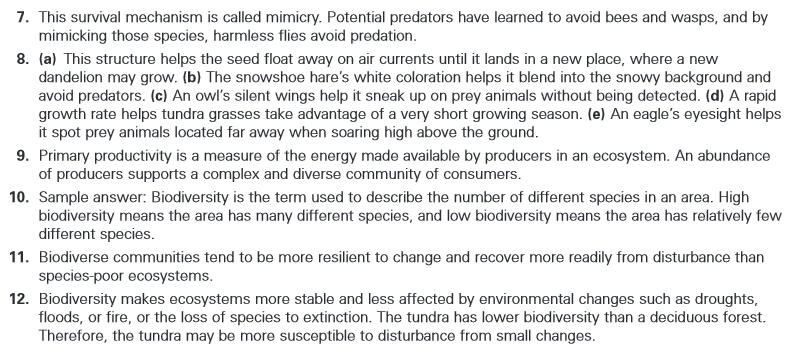 7. This survival mechanism is called mimicry. Potential predators have learned to avoid bees and wasps, and by
mimicking those species, harmless flies avoid predation.
8. (a) This structure helps the seed float away on air currents until it lands in a new place, where a new
dandelion may grow. (b) The snowshoe hare's white coloration helps it blend into the snowy background and
avoid predators. (c) An owl's silent wings help it sneak up on prey animals without being detected. (d) A rapid
growth rate helps tundra grasses take advantage of a very short growing season. (e) An eagle's eyesight helps
it spot prey animals located far away when soaring high above the ground.
9. Primary productivity is a measure of the energy made available by producers in an ecosystem. An abundance
of producers supports a complex and diverse community of consumers.
10. Sample answer: Biodiversity is the term used to describe the number of different species in an area. High
biodiversity means the area has many different species, and low biodiversity means the area has relatively few
different species.
11. Biodiverse communities tend to be more resilient to change and recover more readily from disturbance than
species-poor ecosystems.
12. Biodiversity makes ecosystems more stable and less affected by environmental changes such as droughts,
floods, or fire, or the loss of species to extinction. The tundra has lower biodiversity than a deciduous forest.
Therefore, the tundra may be more susceptible to disturbance from small changes.